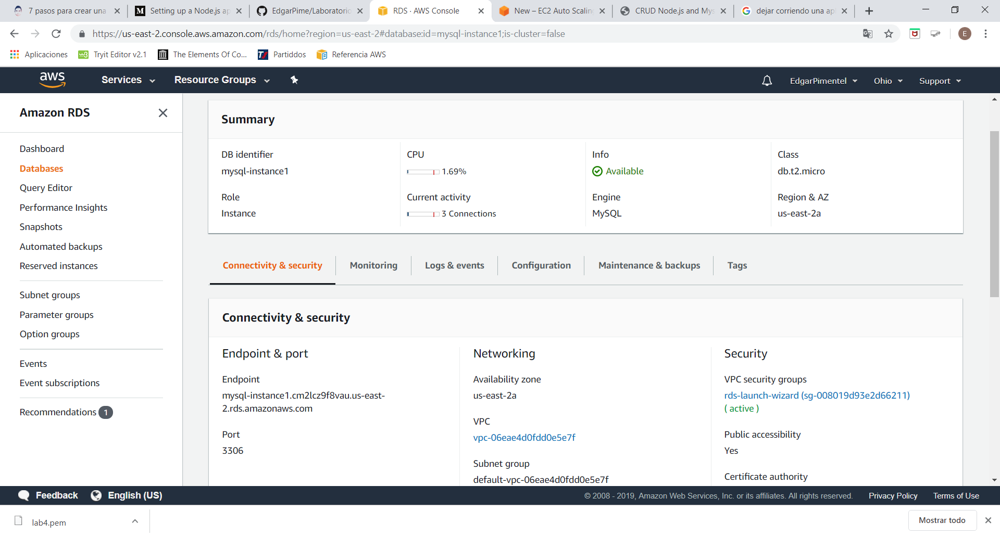 7 pasos para crear una
Setting up a Node.js ap
EdgarPime/Laboratorio
RDS · AWS Console
New – EC2 Auto Scaling
CRUD Node.js and Mys
dejar corriendo una ap
https://us-east-2.console.aws.amazon.com/rds/home?region=us-east-2#database:id=mysql-instance1;is-cluster=false
E
Aplicaciones
Tryit Editor v2.1
The Elements Of Co...
Partiddos
Referencia AWS
aws
Services
Resource Groups
EdgarPimentel
Ohio
Support
Amazon RDS
Dashboard
Databases
Query Editor
Performance Insights
Snapshots
Automated backups
Reserved instances
Subnet groups
Parameter groups
Option groups
Events
Event subscriptions
Recommendations 1
Summary
DB identifier
mysql-instance1
CPU
1.69%
Info
Available
Class
db.t2.micro
Role
Instance
Current activity
3 Connections
Engine
MySQL
Region & AZ
us-east-2a
Connectivity & security
Monitoring
Logs & events
Configuration
Maintenance & backups
Tags
Connectivity & security
Endpoint & port
Endpoint
mysql-instance1.cm2lcz9f8vau.us-east-
2.rds.amazonaws.com
Port
3306
Networking
Availability zone
us-east-2a
VPC
vpc-06eae4d0fdd0e5e7f
Subnet group
default-vpc-06eae4d0fdd0e5e7f
Security
VPC security groups
rds-launch-wizard (sg-008019d93e2d66211)
( active )
Public accessibility
Yes
Certificate authority
Feedback
English (US)
© 2008 - 2019, Amazon Web Services, Inc. or its affiliates. All rights reserved.
Privacy Policy
Terms of Use
lab4.pem
Mostrar todo